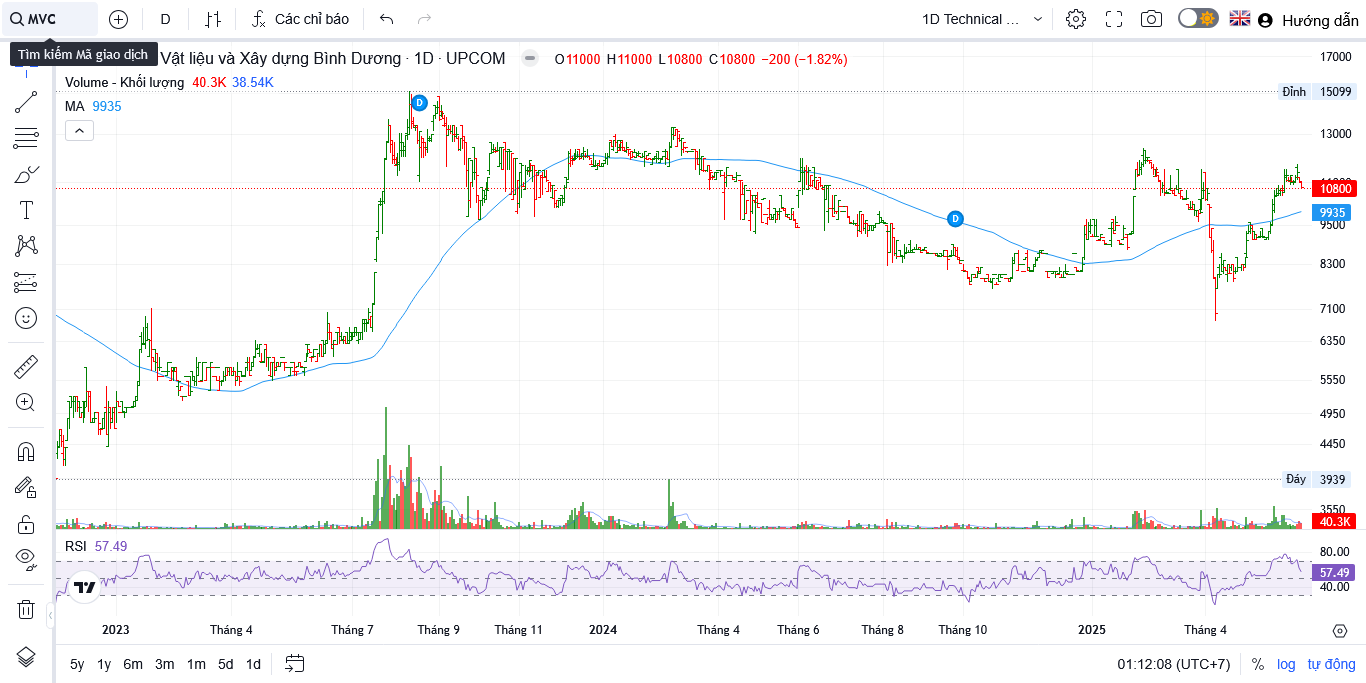 MVC
D
Các chỉ báo
1D Technical ...
Hướng dẫn
Tìm kiếm Mã giao dịch
Vật liệu và Xây dựng Bình Dương · 1D · UPCOM
O11000 H11000 L10800 C10800 −200 (−1.82%)
Volume - Khối lượng 40.3K 38.54K
MA 9935
D
D
17000
Đỉnh 15099
13000
10800
9935
9500
8300
7100
6350
5550
4950
4450
Đáy 3939
3550
40.3K
RSI 57.49
80.00
57.49
40.00
2023 Tháng 4 Tháng 7 Tháng 9 Tháng 11 2024 Tháng 4 Tháng 6 Tháng 8 Tháng 10 2025 Tháng 4
5y 1y 6m 3m 1m 5d 1d
01:12:08 (UTC+7) % log tự động